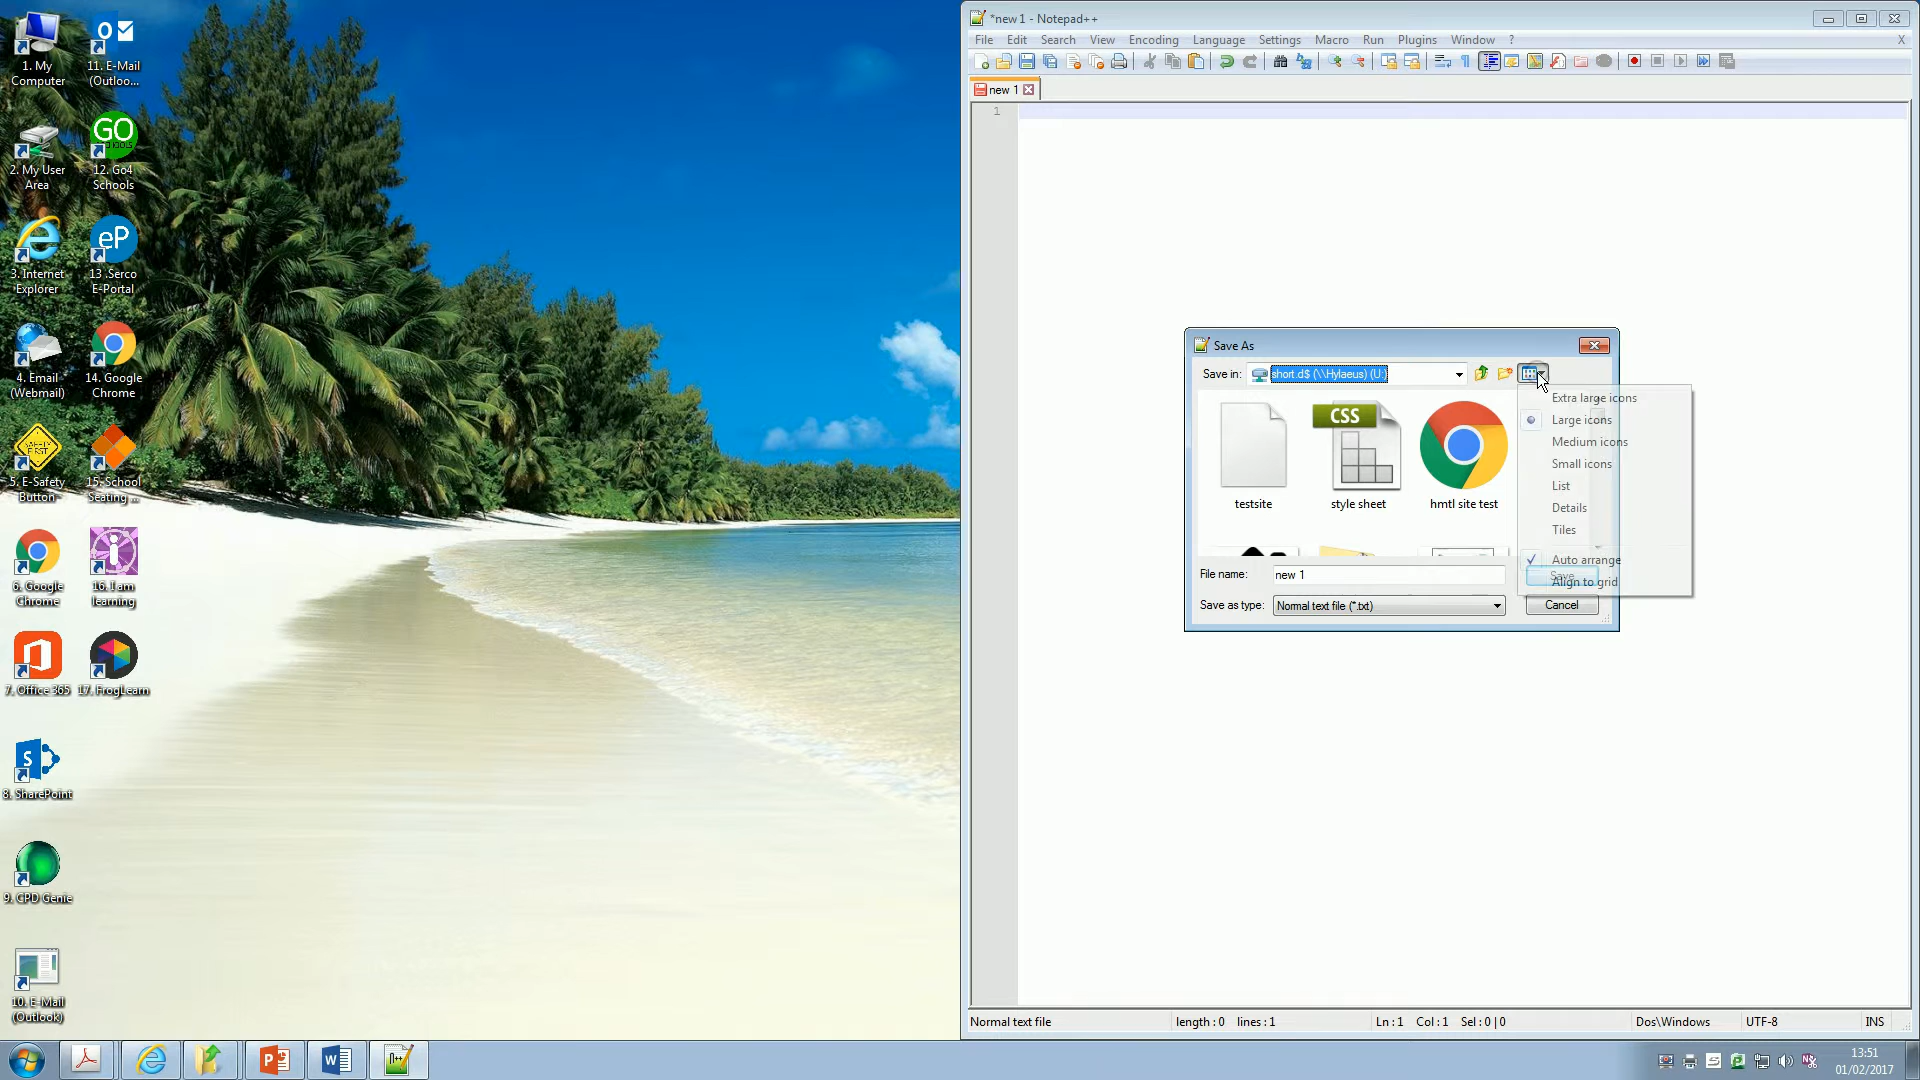 1. My
Computer
11. E-Mail
(Outloo...
2. My User
Area
GO
12. Go4
Schools
3. Internet
Explorer
eP
13 .Serco
E-Portal
4. Email
(Webmail)
14. Google
Chrome
SAFETY
FIRST
5. E-Safety
Button
15. School
Seating ...
6. Google
Chrome
16. I am
learning
7. Office 365
17. FrogLearn
8. SharePoint
9. CPD Genie
10. E-Mail
(Outlook)
*new 1 - Notepad++
File Edit Search View Encoding Language Settings Macro Run Plugins Window ? X
new 1
1
Save As
Save in: short.d$ (\\Hylaeus) (U:)
CSS
testsite
style sheet
hmtl site test
Extra large icons
Large icons
Medium icons
Small icons
List
Details
Tiles
Auto arrange
Align to grid
File name: new 1
Save
Save as type: Normal text file (*.txt)
Cancel
Normal text file length : 0 lines : 1 Ln : 1 Col : 1 Sel : 0 | 0 Dos\Windows UTF-8 INS
13:51
01/02/2017